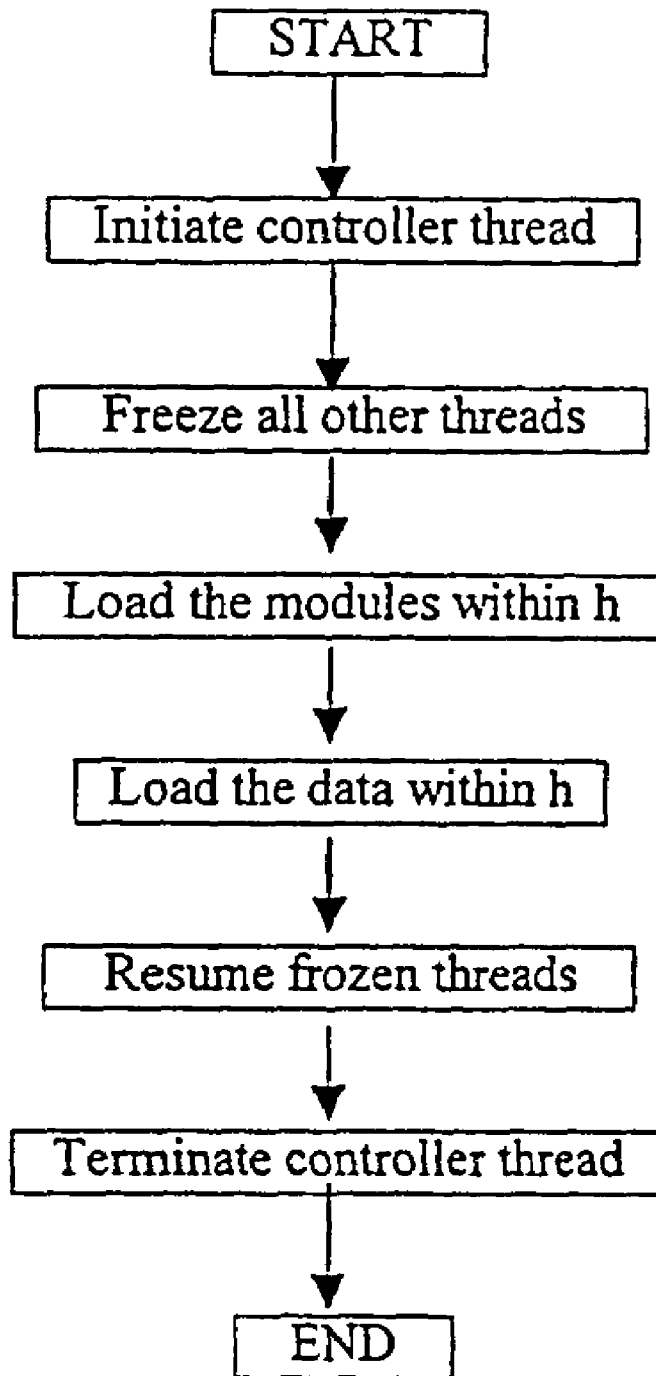 START
Initiate controller thread
Freeze all other threads
Load the modules within h
Load the data within h
Resume frozen threads
Terminate controller thread
END